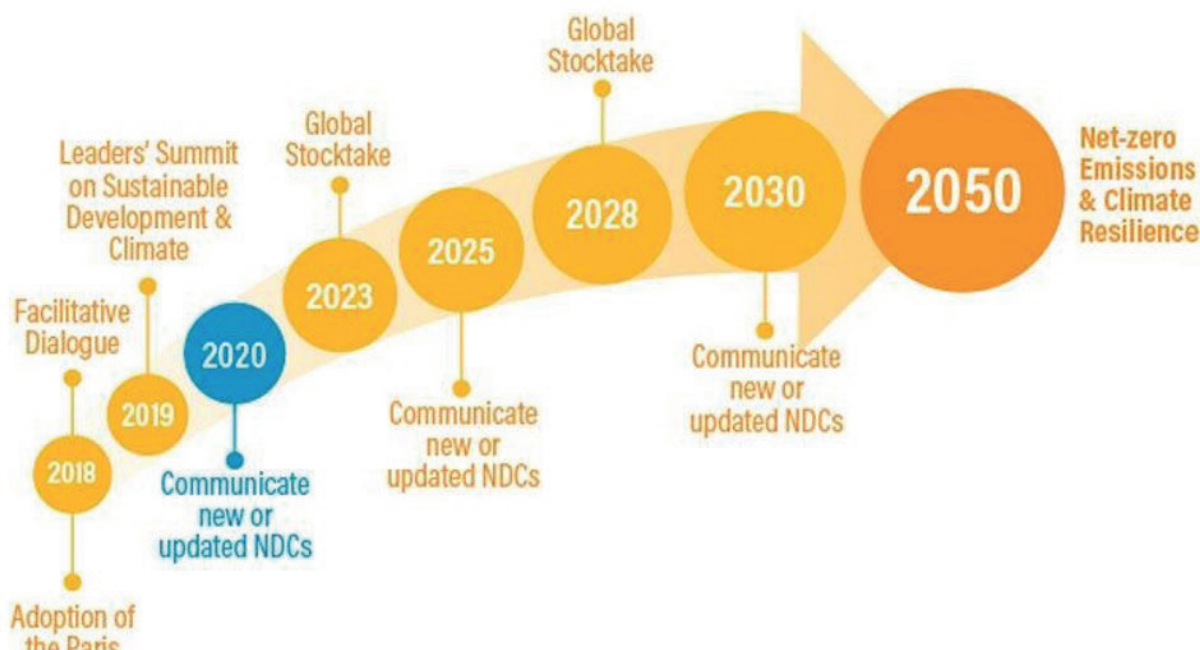 Facilitative
Dialogue
2018
Adoption of
the Paris
Leaders' Summit
on Sustainable
Development &
Climate
2019
2020
Communicate
new or
updated NDCs
Global
Stocktake
2023
2025
Communicate
new or
updated NDCs
Global
Stocktake
2028
2030
Communicate
new or
updated NDCs
2050
Net-zero
Emissions
& Climate
Resilience